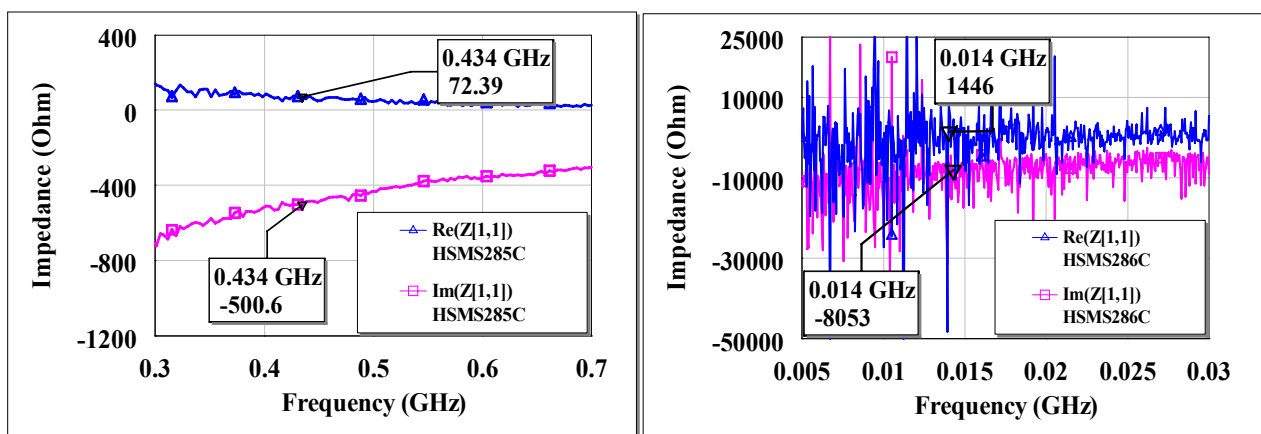 400
0
-400
-800
-1200
Impedance (Ohm)
0.434 GHz
72.39
0.434 GHz
-500.6
Re(Z[1,1])
HSMS285C
Im(Z[1,1])
HSMS285C
0.3 0.4 0.5 0.6 0.7
Frequency (GHz)
25000
10000
-10000
-30000
-50000
Impedance (Ohm)
0.014 GHz
1446
0.014 GHz
-8053
Re(Z[1,1])
HSMS286C
Im(Z[1,1])
HSMS286C
0.005 0.01 0.015 0.02 0.025 0.03
Frequency (GHz)